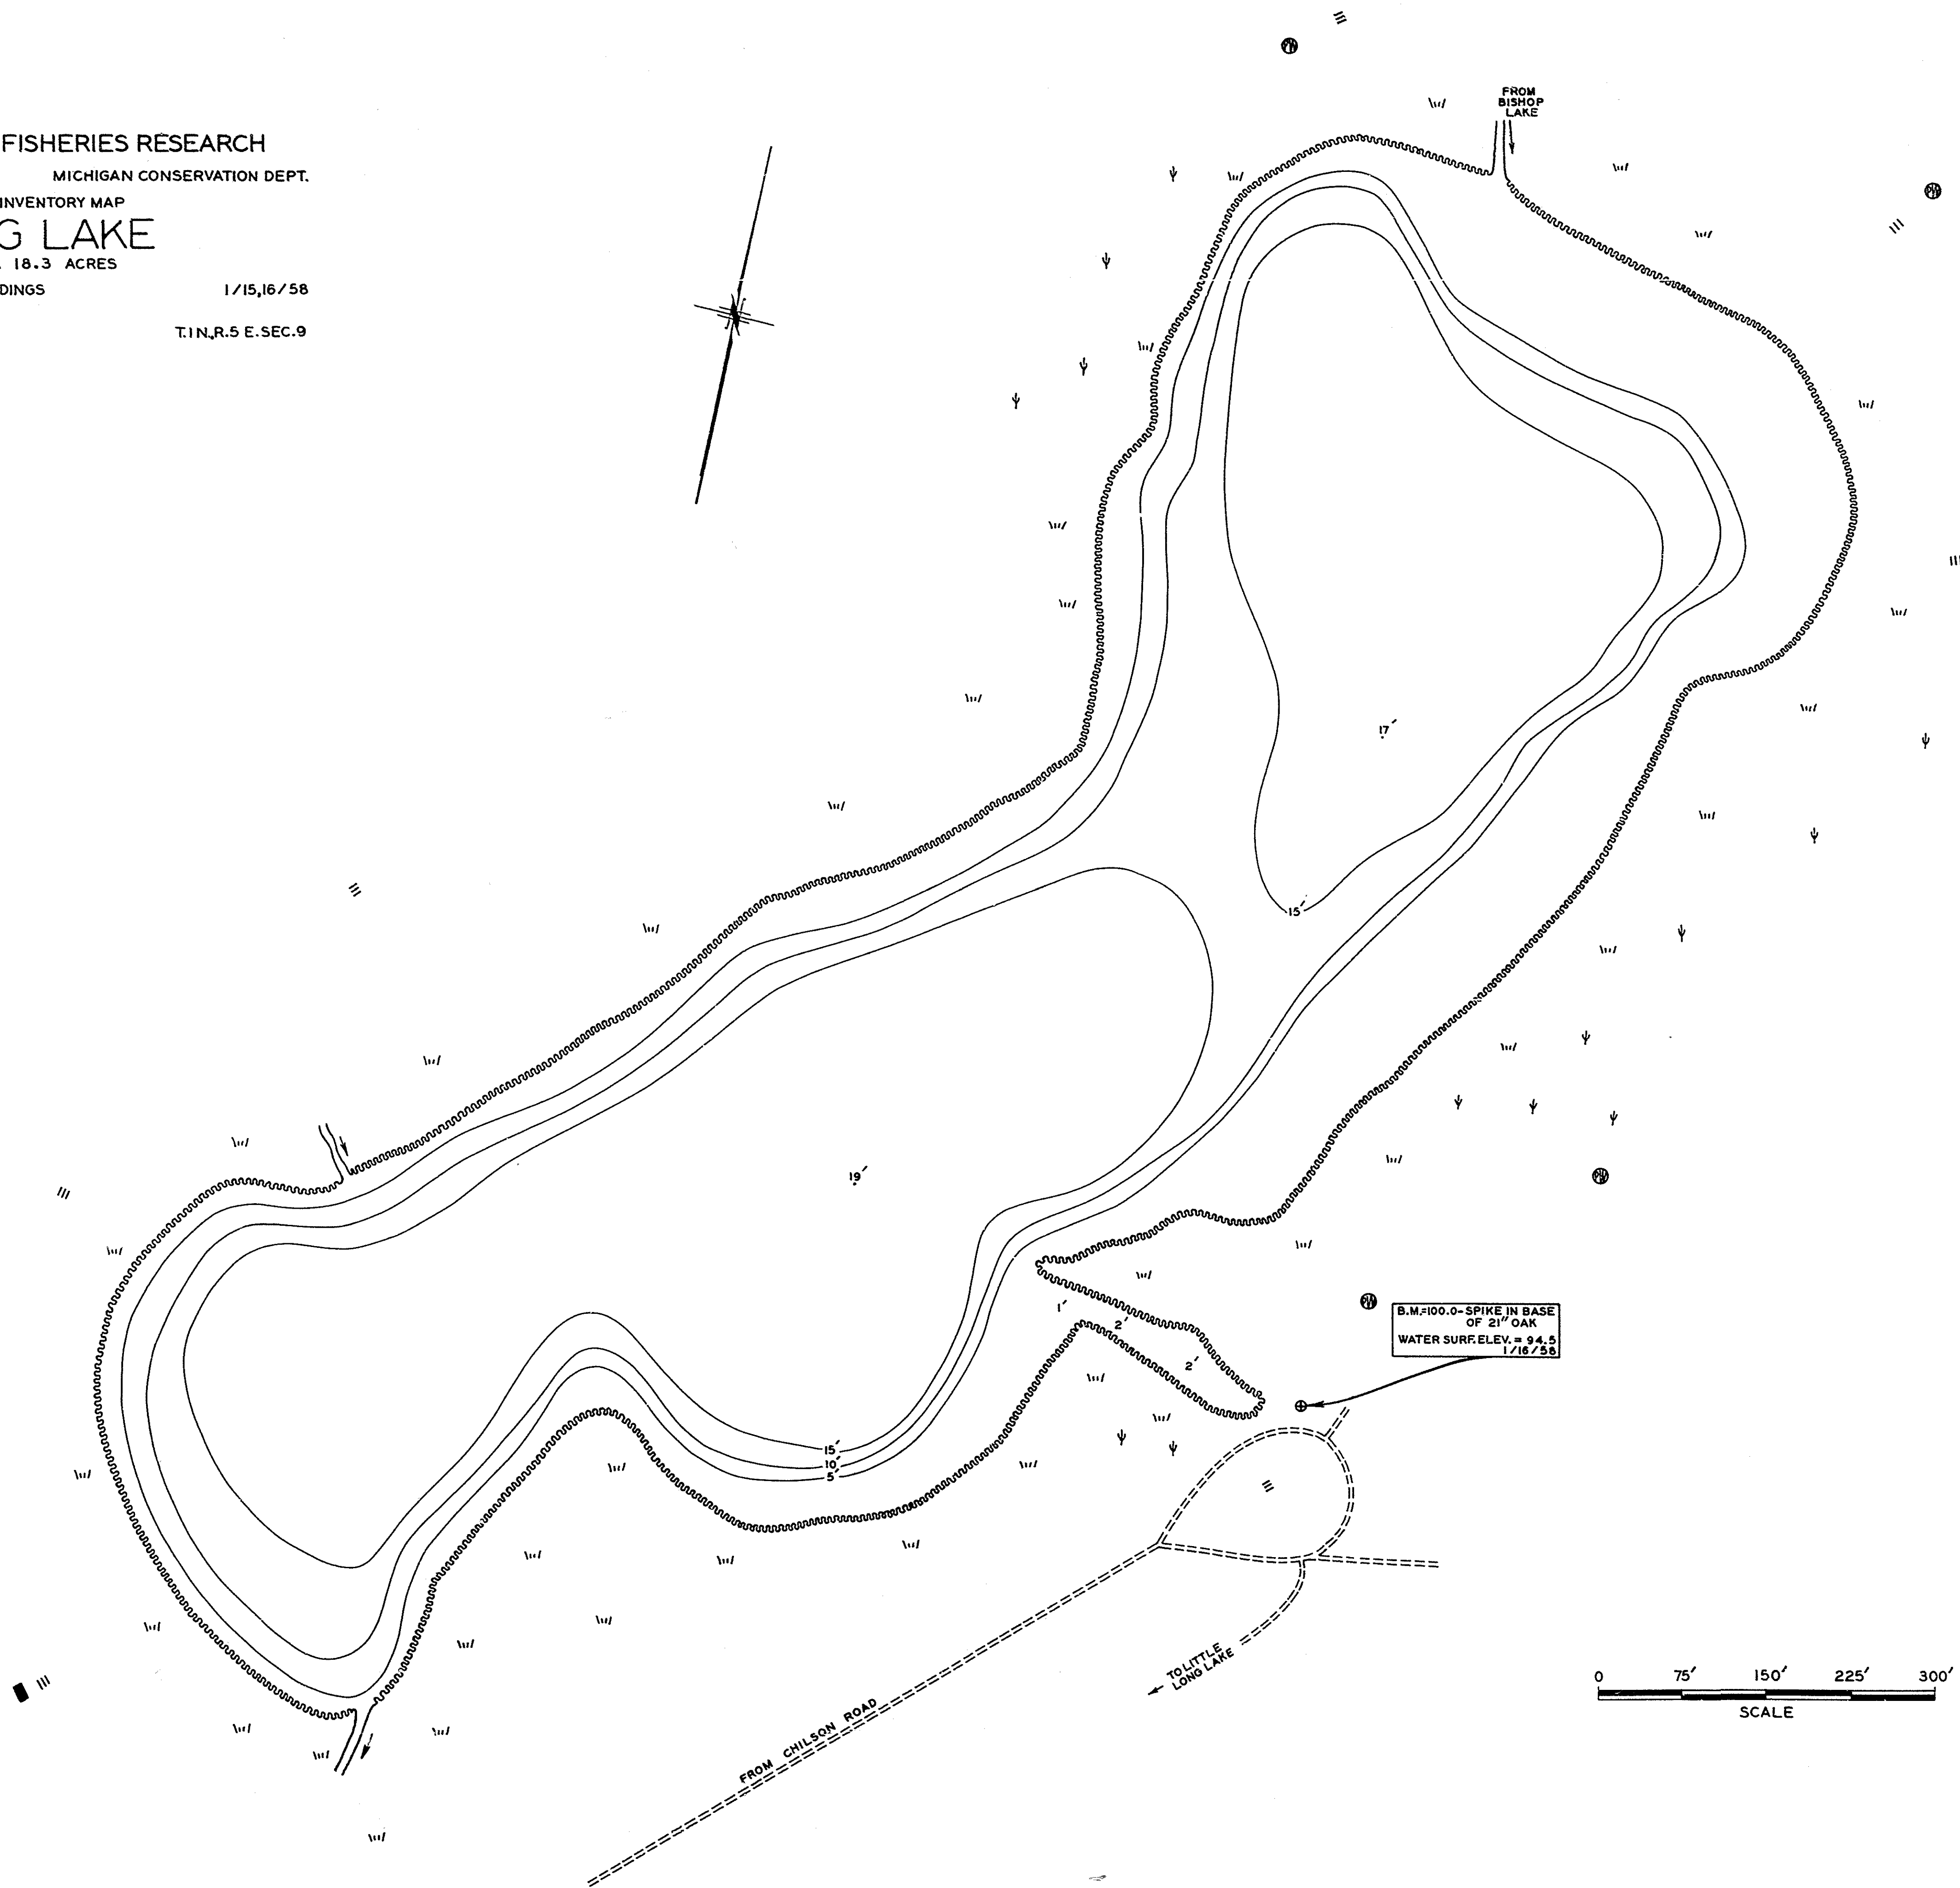 FISHERIES RESEARCH
MICHIGAN CONSERVATION DEPT.
INVENTORY MAP
G LAKE
18.3 ACRES
DINGS 1/15,16/58
T.1N.,R.5 E.SEC.9
FROM
BISHOP
LAKE
17'
15'
19'
1'
2'
2'
15'
10'
5'
B.M.=100.0-SPIKE IN BASE
OF 21" OAK
WATER SURF. ELEV. = 94.5
1/16/58
TO LITTLE
LONG LAKE
FROM CHILSON ROAD
0 75' 150' 225' 300'
SCALE